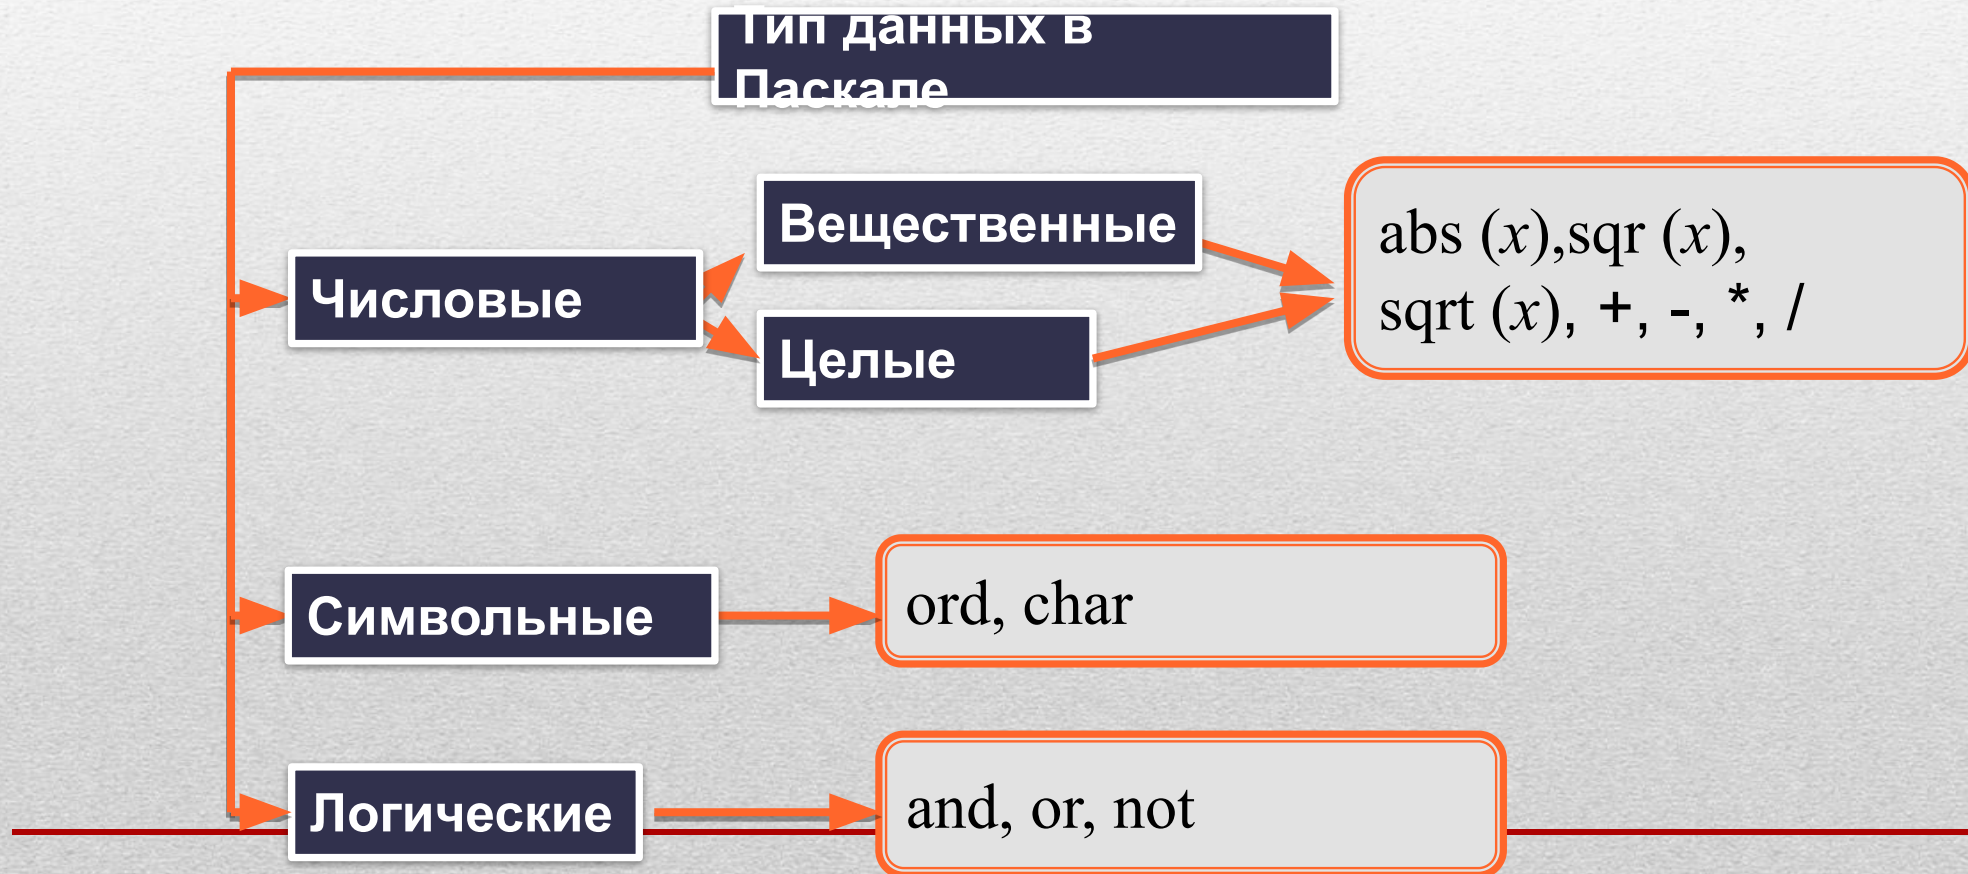 Тип данных в
Паскале
Вещественные
abs (x),sqr (x),
sqrt (x), +, -, *, /
Числовые
Целые
Символьные
ord, char
Логические
and, or, not